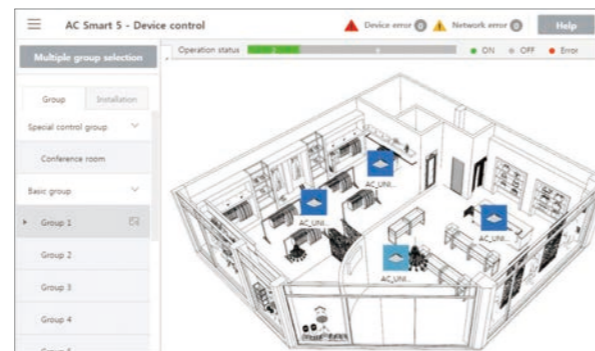 AC Smart 5 - Device control
Device error 0
Network error 0
Help
Multiple group selection
Operation status
ON
OFF
Error
Group
Installation
Special control group
Conference room
Basic group
Group 1
Group 2
Group 3
Group 4
AC_UNI...
AC_UNI...
AC_UNI...
AC_UNI...